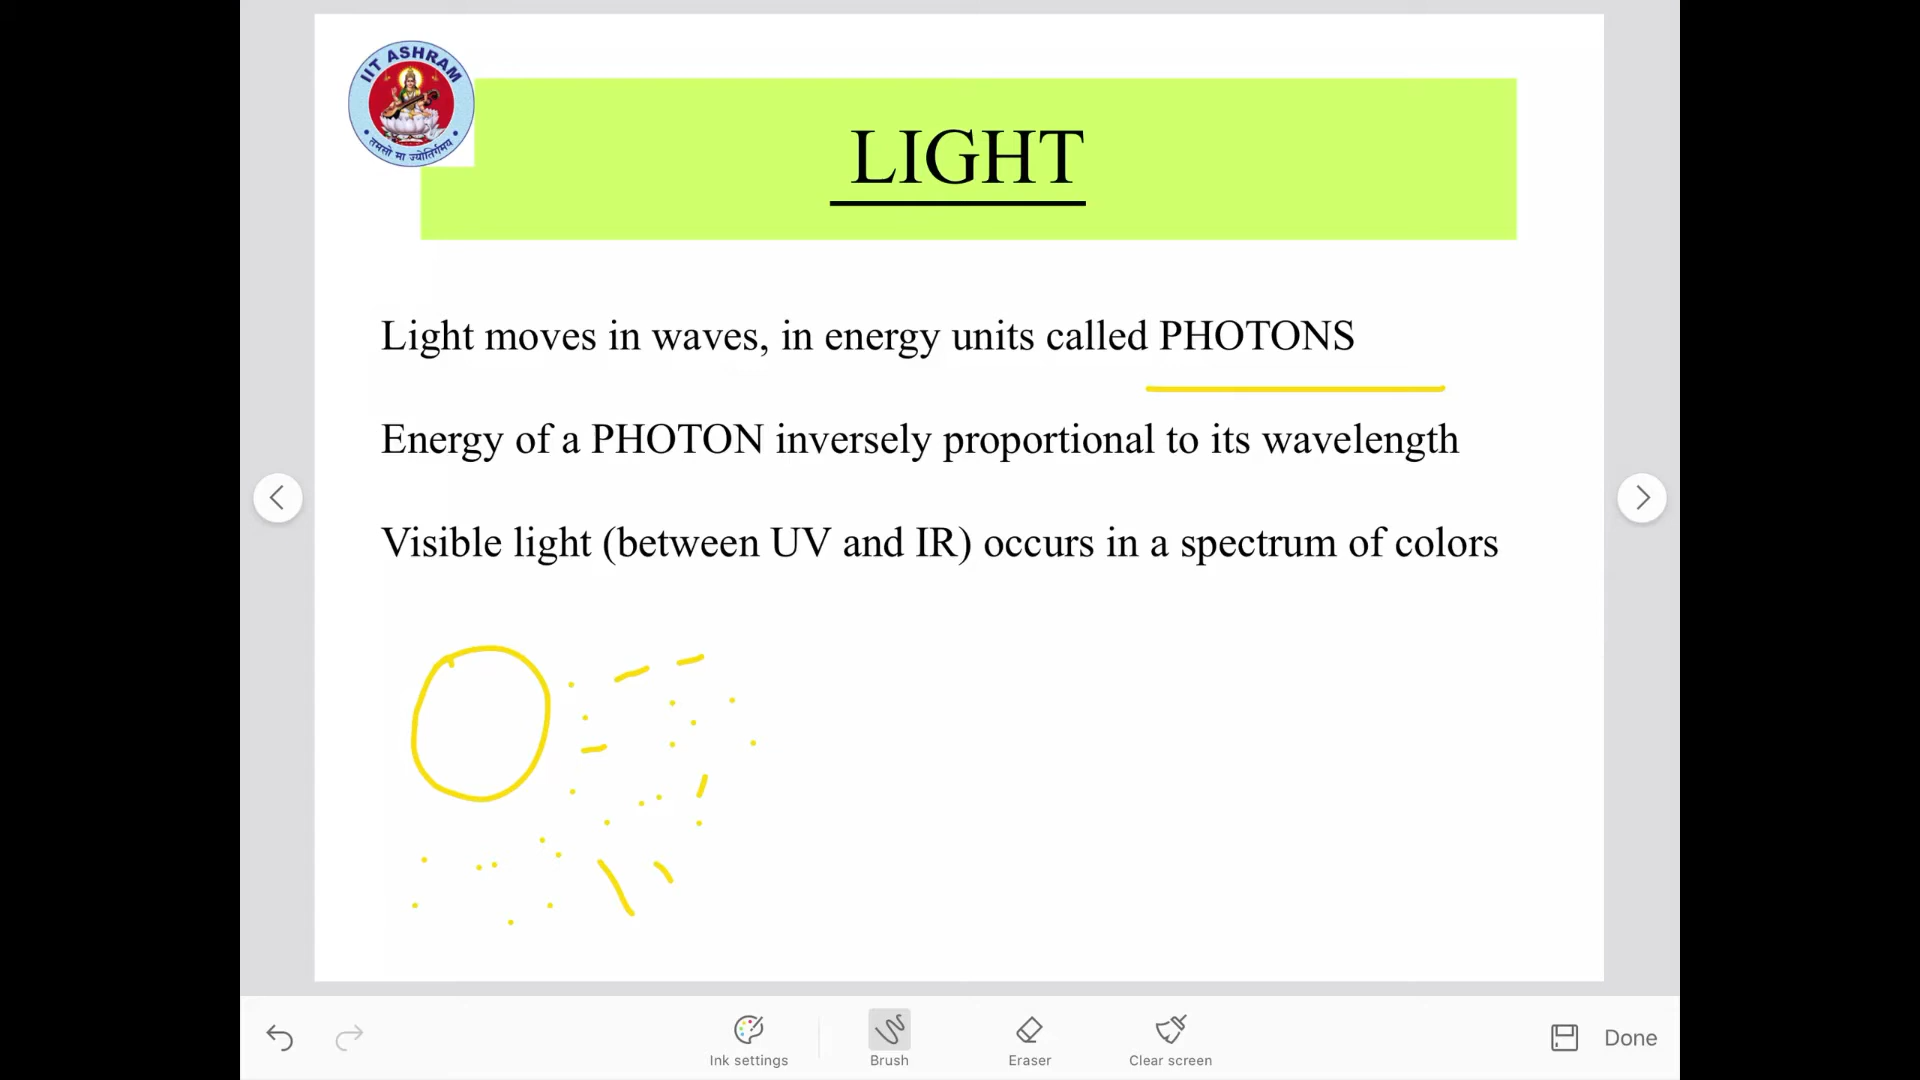 IIT ASHRAM
तमसो मा ज्योतिर्गमय
LIGHT
Light moves in waves, in energy units called PHOTONS
Energy of a PHOTON inversely proportional to its wavelength
Visible light (between UV and IR) occurs in a spectrum of colors
Ink settings
Brush
Eraser
Clear screen
Done